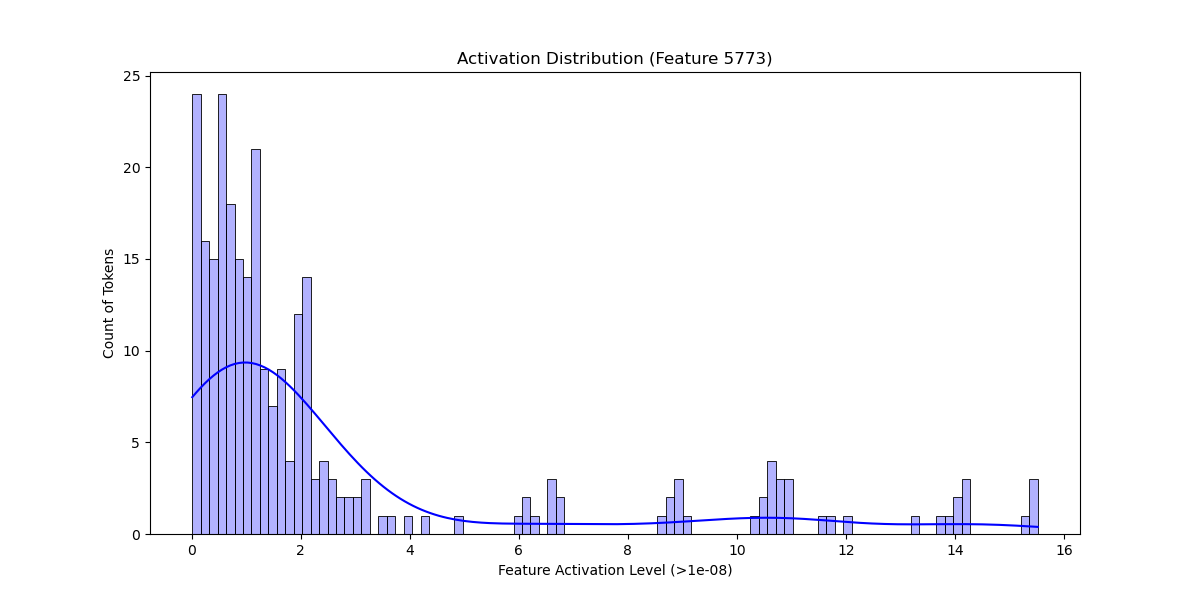 Activation Distribution (Feature 5773)
25
20
15
10
5
0
Count of Tokens
0 2 4 6 8 10 12 14 16
Feature Activation Level (>1e-08)